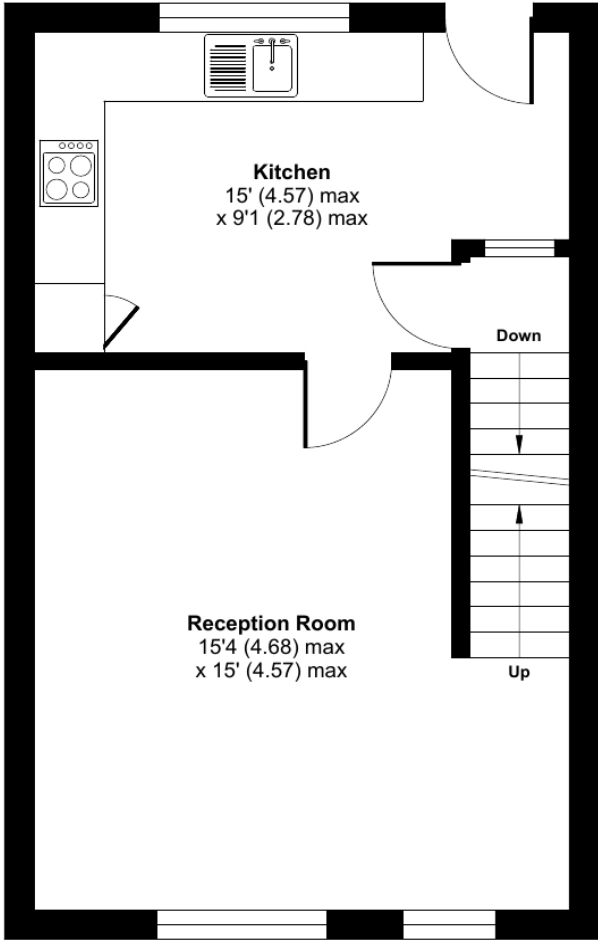 Kitchen
15' (4.57) max
x 9'1 (2.78) max
Down
Reception Room
15'4 (4.68) max
x 15' (4.57) max
Up